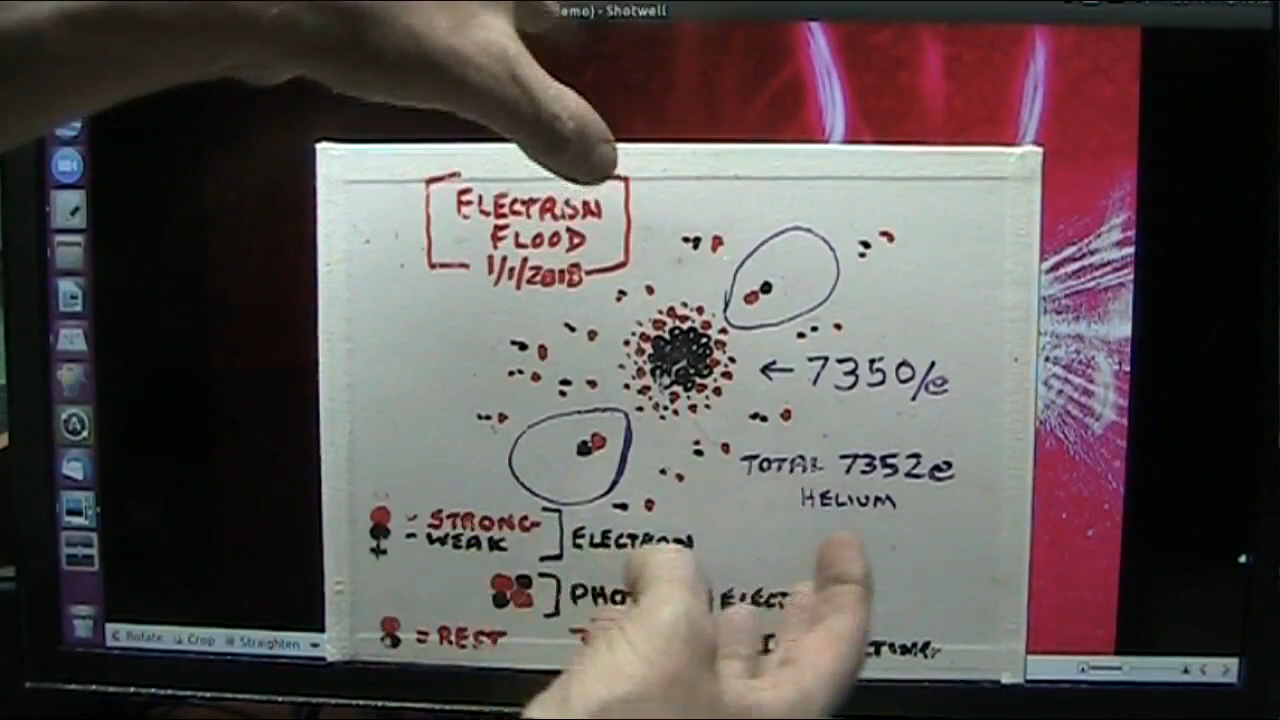 emo) - Shotwell
ELECTRON
FLOOD
1/1/2018
← 7350/e
TOTAL 7352e
HELIUM
- STRONG
+ - WEAK
ELECTRON
PHO ELECT
= REST
Rotate Crop Straighten